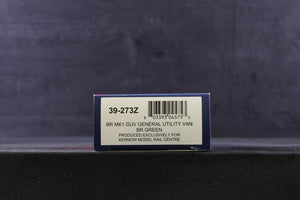 39-273Z
BR MK1 GUV GENERAL UTILITY VAN
BR GREEN
PRODUCED EXCLUSIVELY FOR
KERNOW MODEL RAIL CENTRE